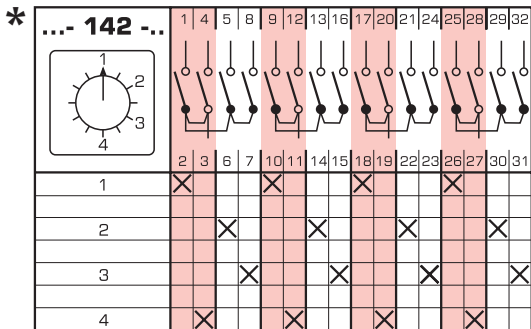 * ...- 142 -.. 1 4 5 8 9 12 13 16 17 20 21 24 25 28 29 32
1
2
3
4
2 3 6 7 10 11 14 15 18 19 22 23 26 27 30 31
1 X X X X
2 X X X X
3 X X X X
4 X X X X